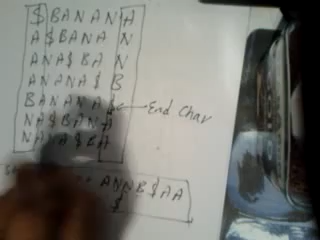 $ BANANA
A $ BANAN
ANA $ BAN
ANANA $ B
BANANA $ End Char
NA $ BANA
NANA $ BA
ANNB $ AA
$